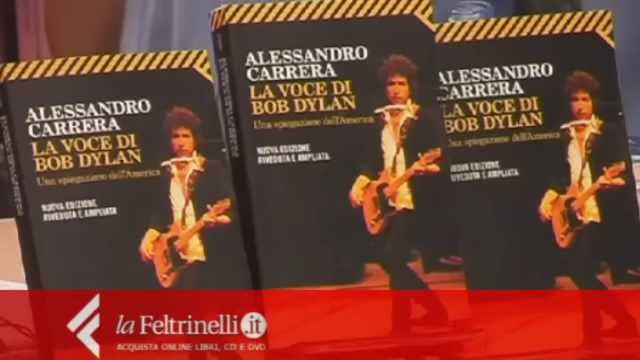 ALESSANDRO
CARRERA
LA VOCE DI
BOB DYLAN
Una spiegazione dell'America
NUOVA EDIZIONE
RIVEDUTA E AMPLIATA
ALESSANDRO
CARRERA
LA VOCE DI
BOB DYLAN
Una spiegazione dell'America
NUOVA EDIZIONE
RIVEDUTA E AMPLIATA
ALESSANDRO
CARRERA
LA VOCE DI
BOB DYLAN
spiegazione dell'America
EDIZIONE
E AMPLIATA
la Feltrinelli.it
ACQUISTA ONLINE LIBRI, CD E DVD